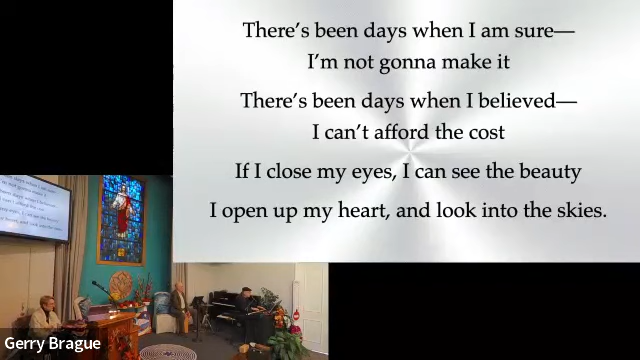 There's been days when I am sure—
I'm not gonna make it
There's been days when I believed—
I can't afford the cost
If I close my eyes, I can see the beauty
I open up my heart, and look into the skies.
Gerry Brague